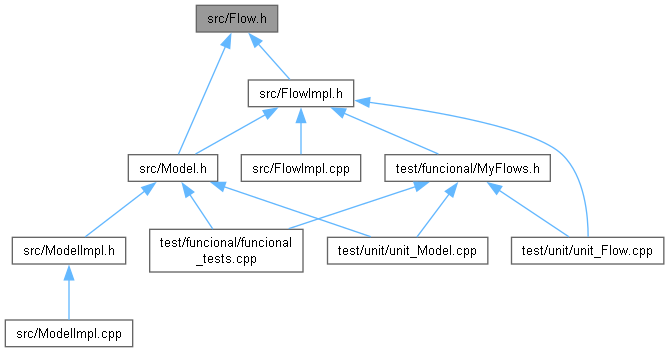 src/Flow.h
src/FlowImpl.h
src/Model.h
src/FlowImpl.cpp
test/funcional/MyFlows.h
src/ModelImpl.h
test/funcional/funcional
_tests.cpp
test/unit/unit_Model.cpp
test/unit/unit_Flow.cpp
src/ModelImpl.cpp